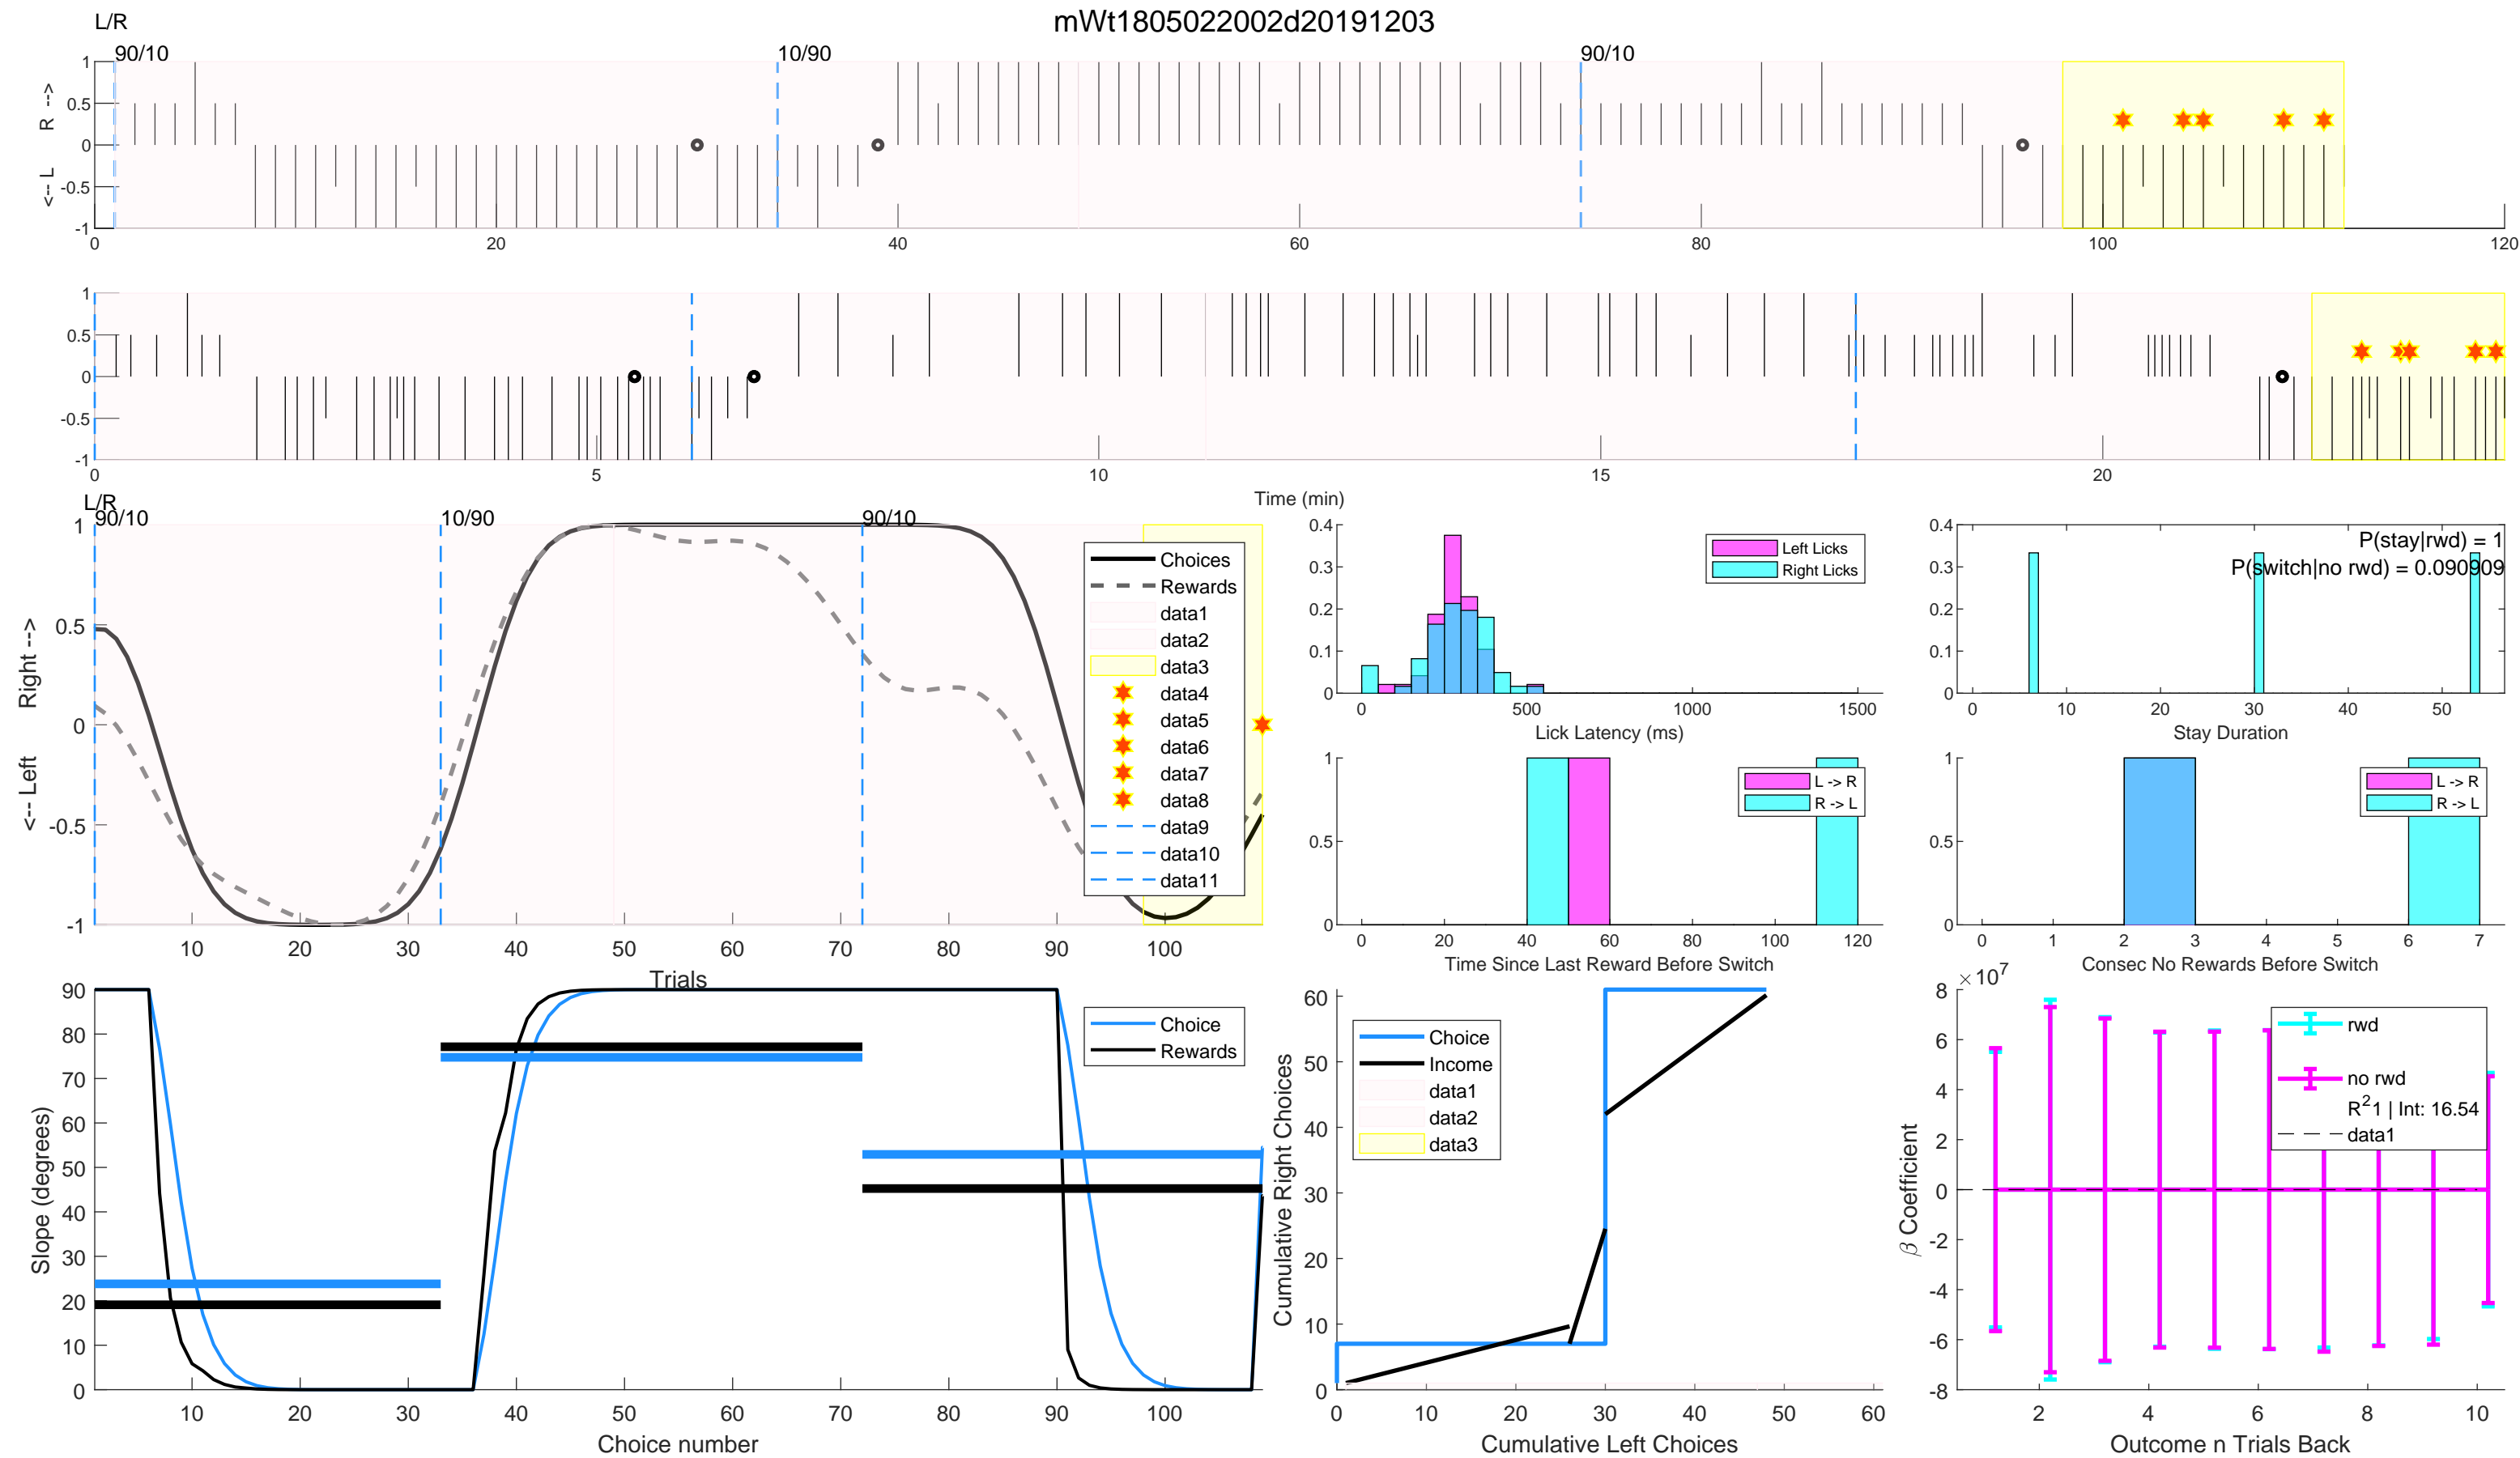 mWt1805022002d20191203
L/R
90/10
10/90
90/10
1
0.5
0
-0.5
-1
<-- L    R -->
0
20
40
60
80
100
120
1
0.5
0
-0.5
-1
0
5
10
15
20
Time (min)
L/R
90/10
10/90
90/10
1
0.5
0
-0.5
-1
<-- Left    Right -->
10
20
30
40
50
60
70
80
90
100
Trials
Choices
Rewards
data1
data2
data3
data4
data5
data6
data7
data8
data9
data10
data11
0.4
0.3
0.2
0.1
0
Left Licks
Right Licks
0
500
1000
1500
Lick Latency (ms)
0.4
0.3
0.2
0.1
0
P(stay|rwd) = 1
P(switch|no rwd) = 0.090909
0
10
20
30
40
50
Stay Duration
1
0.5
0
L -> R
R -> L
0
20
40
60
80
100
120
Time Since Last Reward Before Switch
1
0.5
0
L -> R
R -> L
0
1
2
3
4
5
6
7
Consec No Rewards Before Switch
90
80
70
60
50
40
30
20
10
0
Slope (degrees)
Choice
Rewards
10
20
30
40
50
60
70
80
90
100
Choice number
60
50
40
30
20
10
0
Cumulative Right Choices
Choice
Income
data1
data2
data3
0
10
20
30
40
50
60
Cumulative Left Choices
×10^7
8
6
4
2
0
-2
-4
-6
-8
β Coefficient
rwd
no rwd
R^2 1 | Int: 16.54
data1
2
4
6
8
10
Outcome n Trials Back